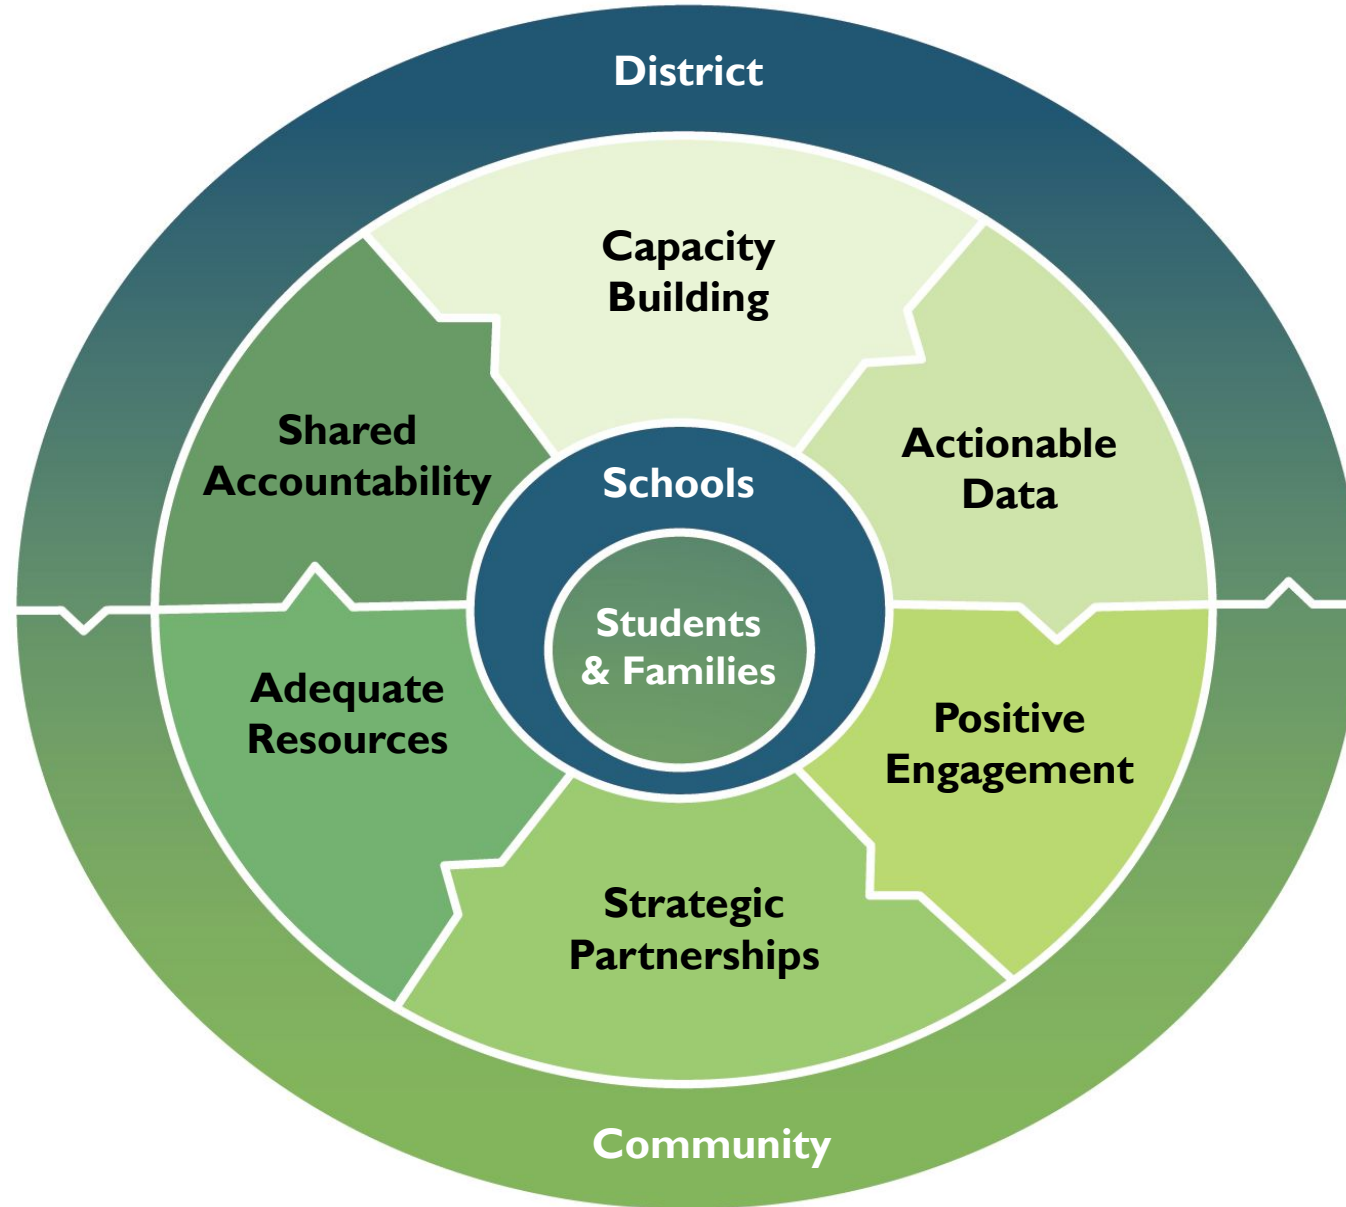 District
Capacity
Building
Shared
Accountability
Actionable
Data
Schools
Students
& Families
Adequate
Resources
Positive
Engagement
Strategic
Partnerships
Community